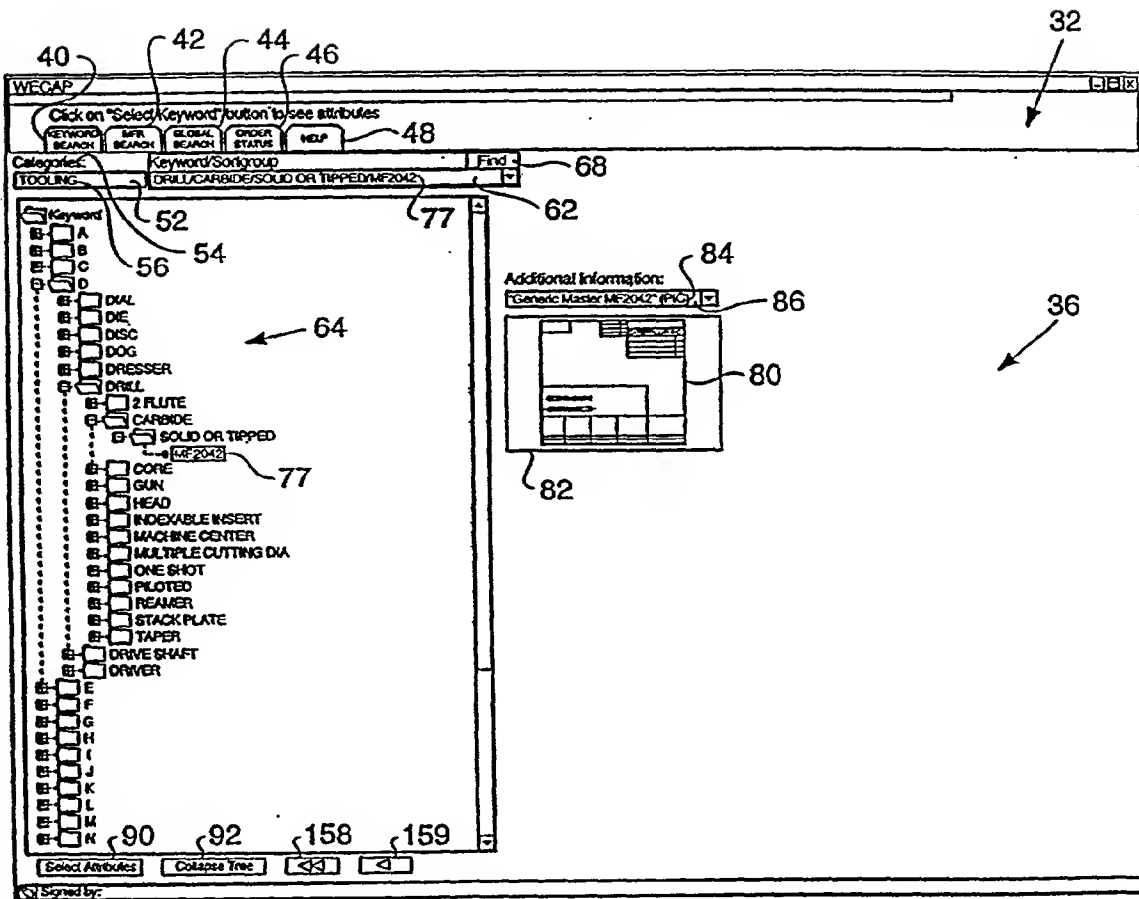 32
42 44 46
40
WECAP
Click on "Select Keyword" button to see attributes
KEYWORD SEARCH MFR SEARCH GLOBAL SEARCH ORDER STATUS HELP 48
Categories: Keyword/Sortgroup Find 68
TOOLING DRILL/CARBIDE/SOLID OR TIPPED/MF2042
52 77 62
54
56
Keyword
A
B
C
D
DIAL
DIE
DISC
DOG
DRESSER
DRILL
2 FLUTE
CARBIDE
SOLID OR TIPPED
MF2042
77
CORE
GUN
HEAD
INDEXABLE INSERT
MACHINE CENTER
MULTIPLE CUTTING DIA
ONE SHOT
PILOTED
REAMER
STACK PLATE
TAPER
DRIVE SHAFT
DRIVER
E
F
G
H
I
J
K
L
M
N
64
84
Additional Information:
"Generic Master MF2042" (PIC)
86
36
80
82
90 92 158 159
Select Attributes Collapse Tree
Signed by: